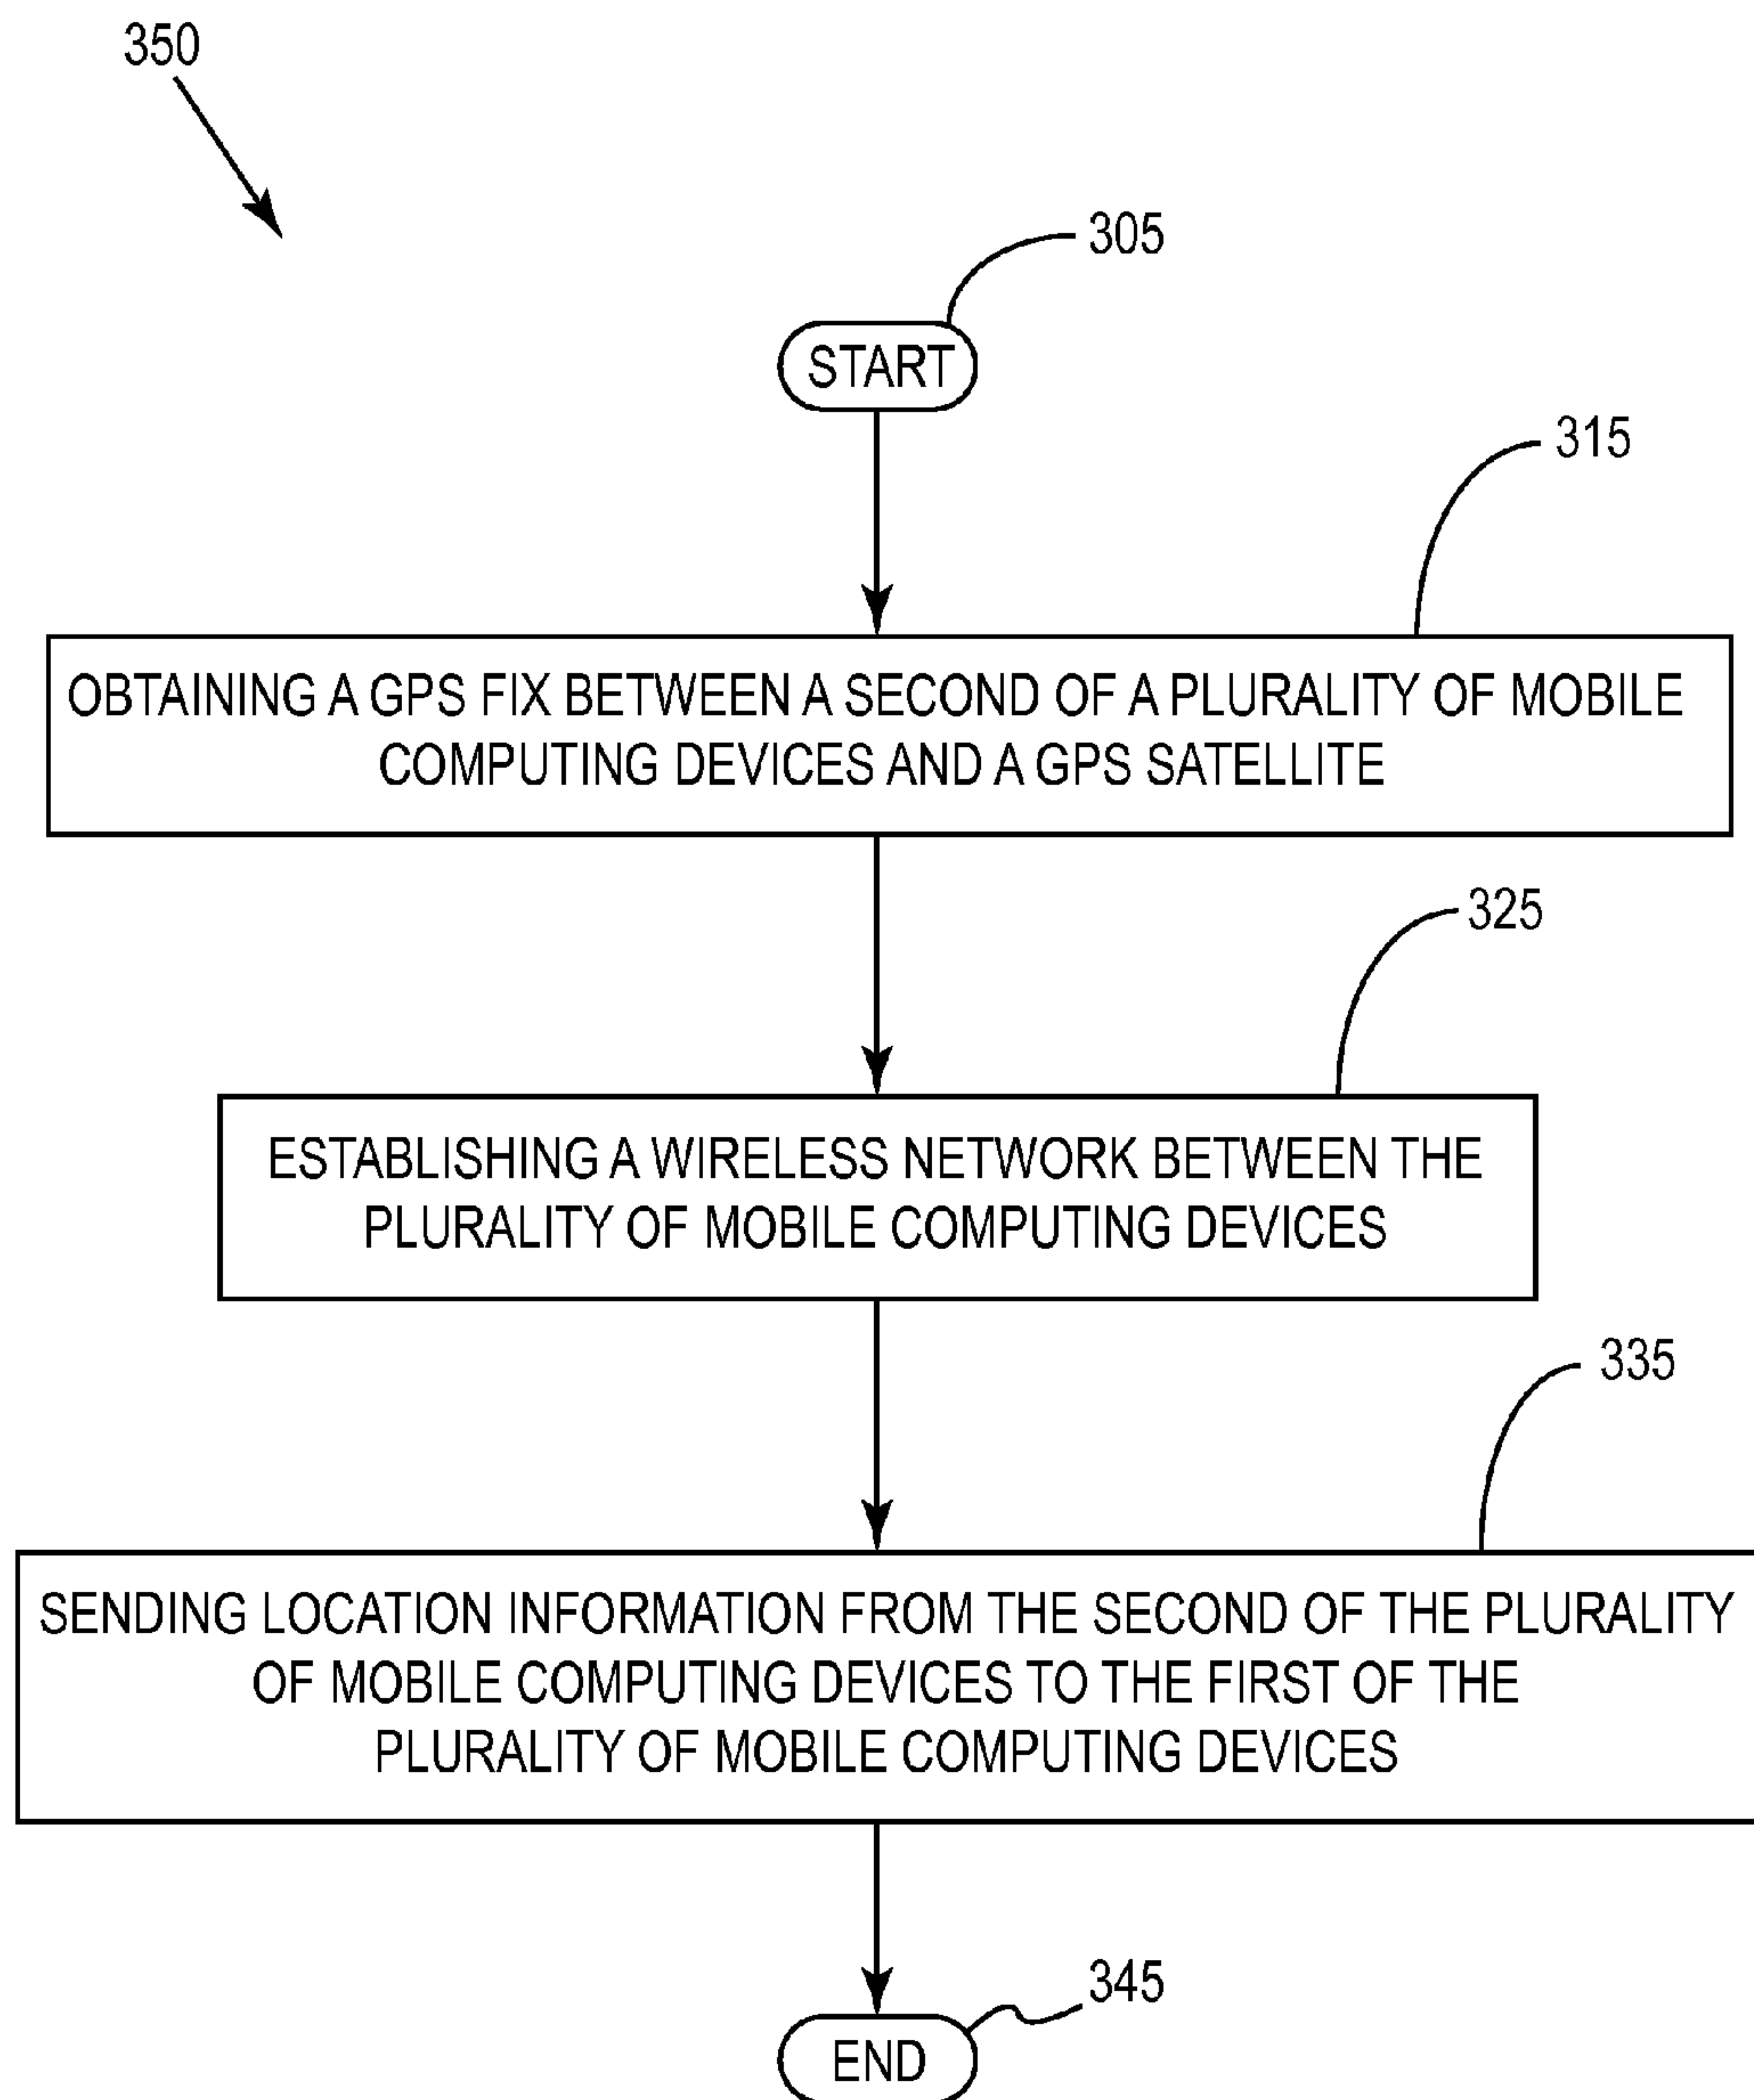 350
305
START
315
OBTAINING A GPS FIX BETWEEN A SECOND OF A PLURALITY OF MOBILE
COMPUTING DEVICES AND A GPS SATELLITE
325
ESTABLISHING A WIRELESS NETWORK BETWEEN THE
PLURALITY OF MOBILE COMPUTING DEVICES
335
SENDING LOCATION INFORMATION FROM THE SECOND OF THE PLURALITY
OF MOBILE COMPUTING DEVICES TO THE FIRST OF THE
PLURALITY OF MOBILE COMPUTING DEVICES
345
END